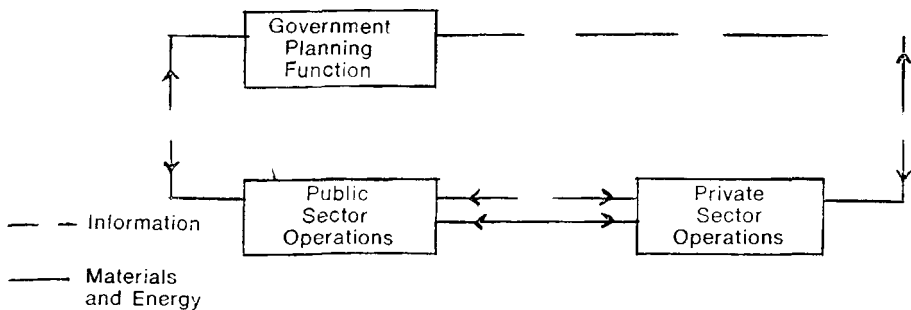 Government
Planning
Function
Public
Sector
Operations
Private
Sector
Operations
Information
Materials
and Energy